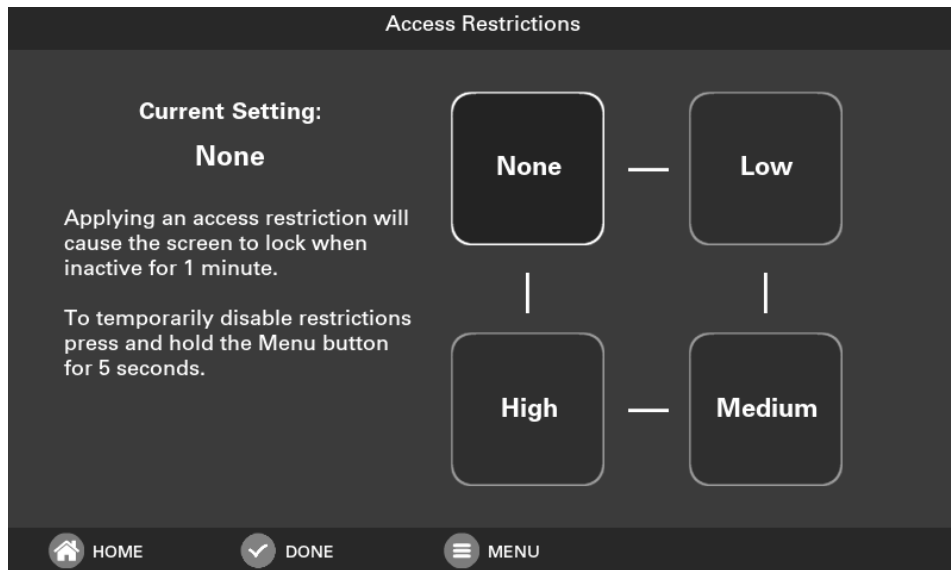 Access Restrictions
Current Setting:
None
Applying an access restriction will
cause the screen to lock when
inactive for 1 minute.
To temporarily disable restrictions
press and hold the Menu button
for 5 seconds.
None
Low
High
Medium
HOME
DONE
MENU